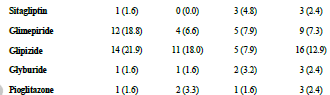 Sitagliptin 1 (1.6) 0 (0.0) 3 (4.8) 3 (2.4)
Glimepiride 12 (18.8) 4 (6.6) 5 (7.9) 9 (7.3)
Glipizide 14 (21.9) 11 (18.0) 5 (7.9) 16 (12.9)
Glyburide 1 (1.6) 1 (1.6) 2 (3.2) 3 (2.4)
Pioglitazone 1 (1.6) 2 (3.3) 1 (1.6) 3 (2.4)